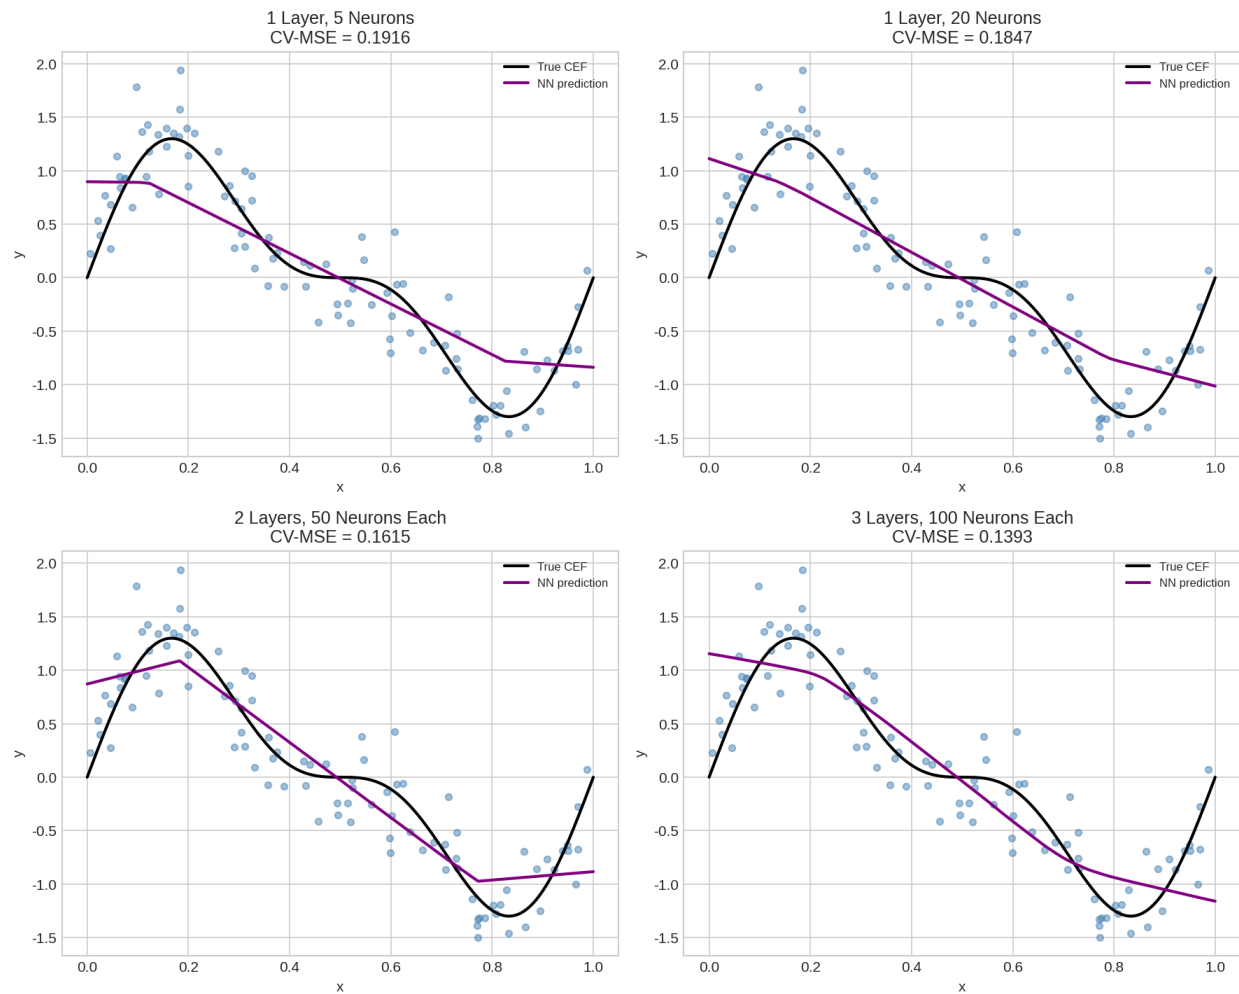 1 Layer, 5 Neurons
CV-MSE = 0.1916
True CEF
NN prediction
y
2.0
1.5
1.0
0.5
0.0
-0.5
-1.0
-1.5
0.0 0.2 0.4 0.6 0.8 1.0
x
1 Layer, 20 Neurons
CV-MSE = 0.1847
True CEF
NN prediction
y
2.0
1.5
1.0
0.5
0.0
-0.5
-1.0
-1.5
0.0 0.2 0.4 0.6 0.8 1.0
x
2 Layers, 50 Neurons Each
CV-MSE = 0.1615
True CEF
NN prediction
y
2.0
1.5
1.0
0.5
0.0
-0.5
-1.0
-1.5
0.0 0.2 0.4 0.6 0.8 1.0
x
3 Layers, 100 Neurons Each
CV-MSE = 0.1393
True CEF
NN prediction
y
2.0
1.5
1.0
0.5
0.0
-0.5
-1.0
-1.5
0.0 0.2 0.4 0.6 0.8 1.0
x